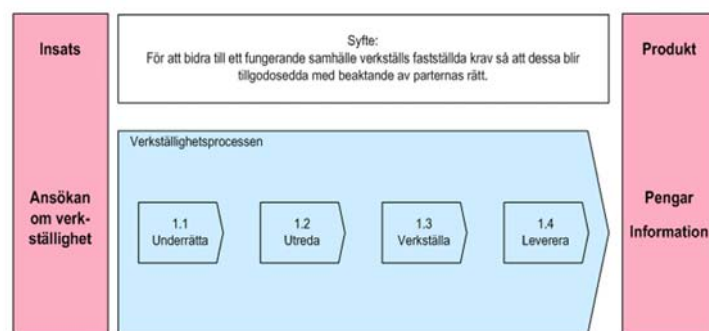 Insats
Ansökan
om verk-
ställighet
Syfte:
För att bidra till ett fungerande samhälle verkställs fastställda krav så att dessa blir
tillgodosedda med beaktande av parternas rätt.
Verkställighetsprocessen
1.1
Underrätta
1.2
Utreda
1.3
Verkställa
1.4
Leverera
Produkt
Pengar
Information